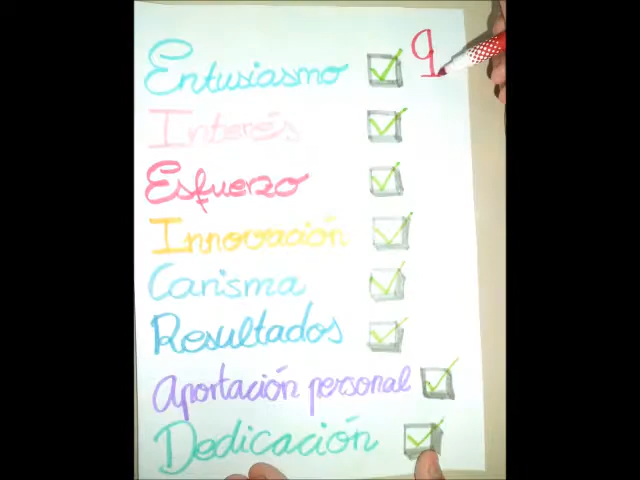 Entusiasmo 9
Interés
Esfuerzo
Innovación
Carisma
Resultados
Aportación personal
Dedicación